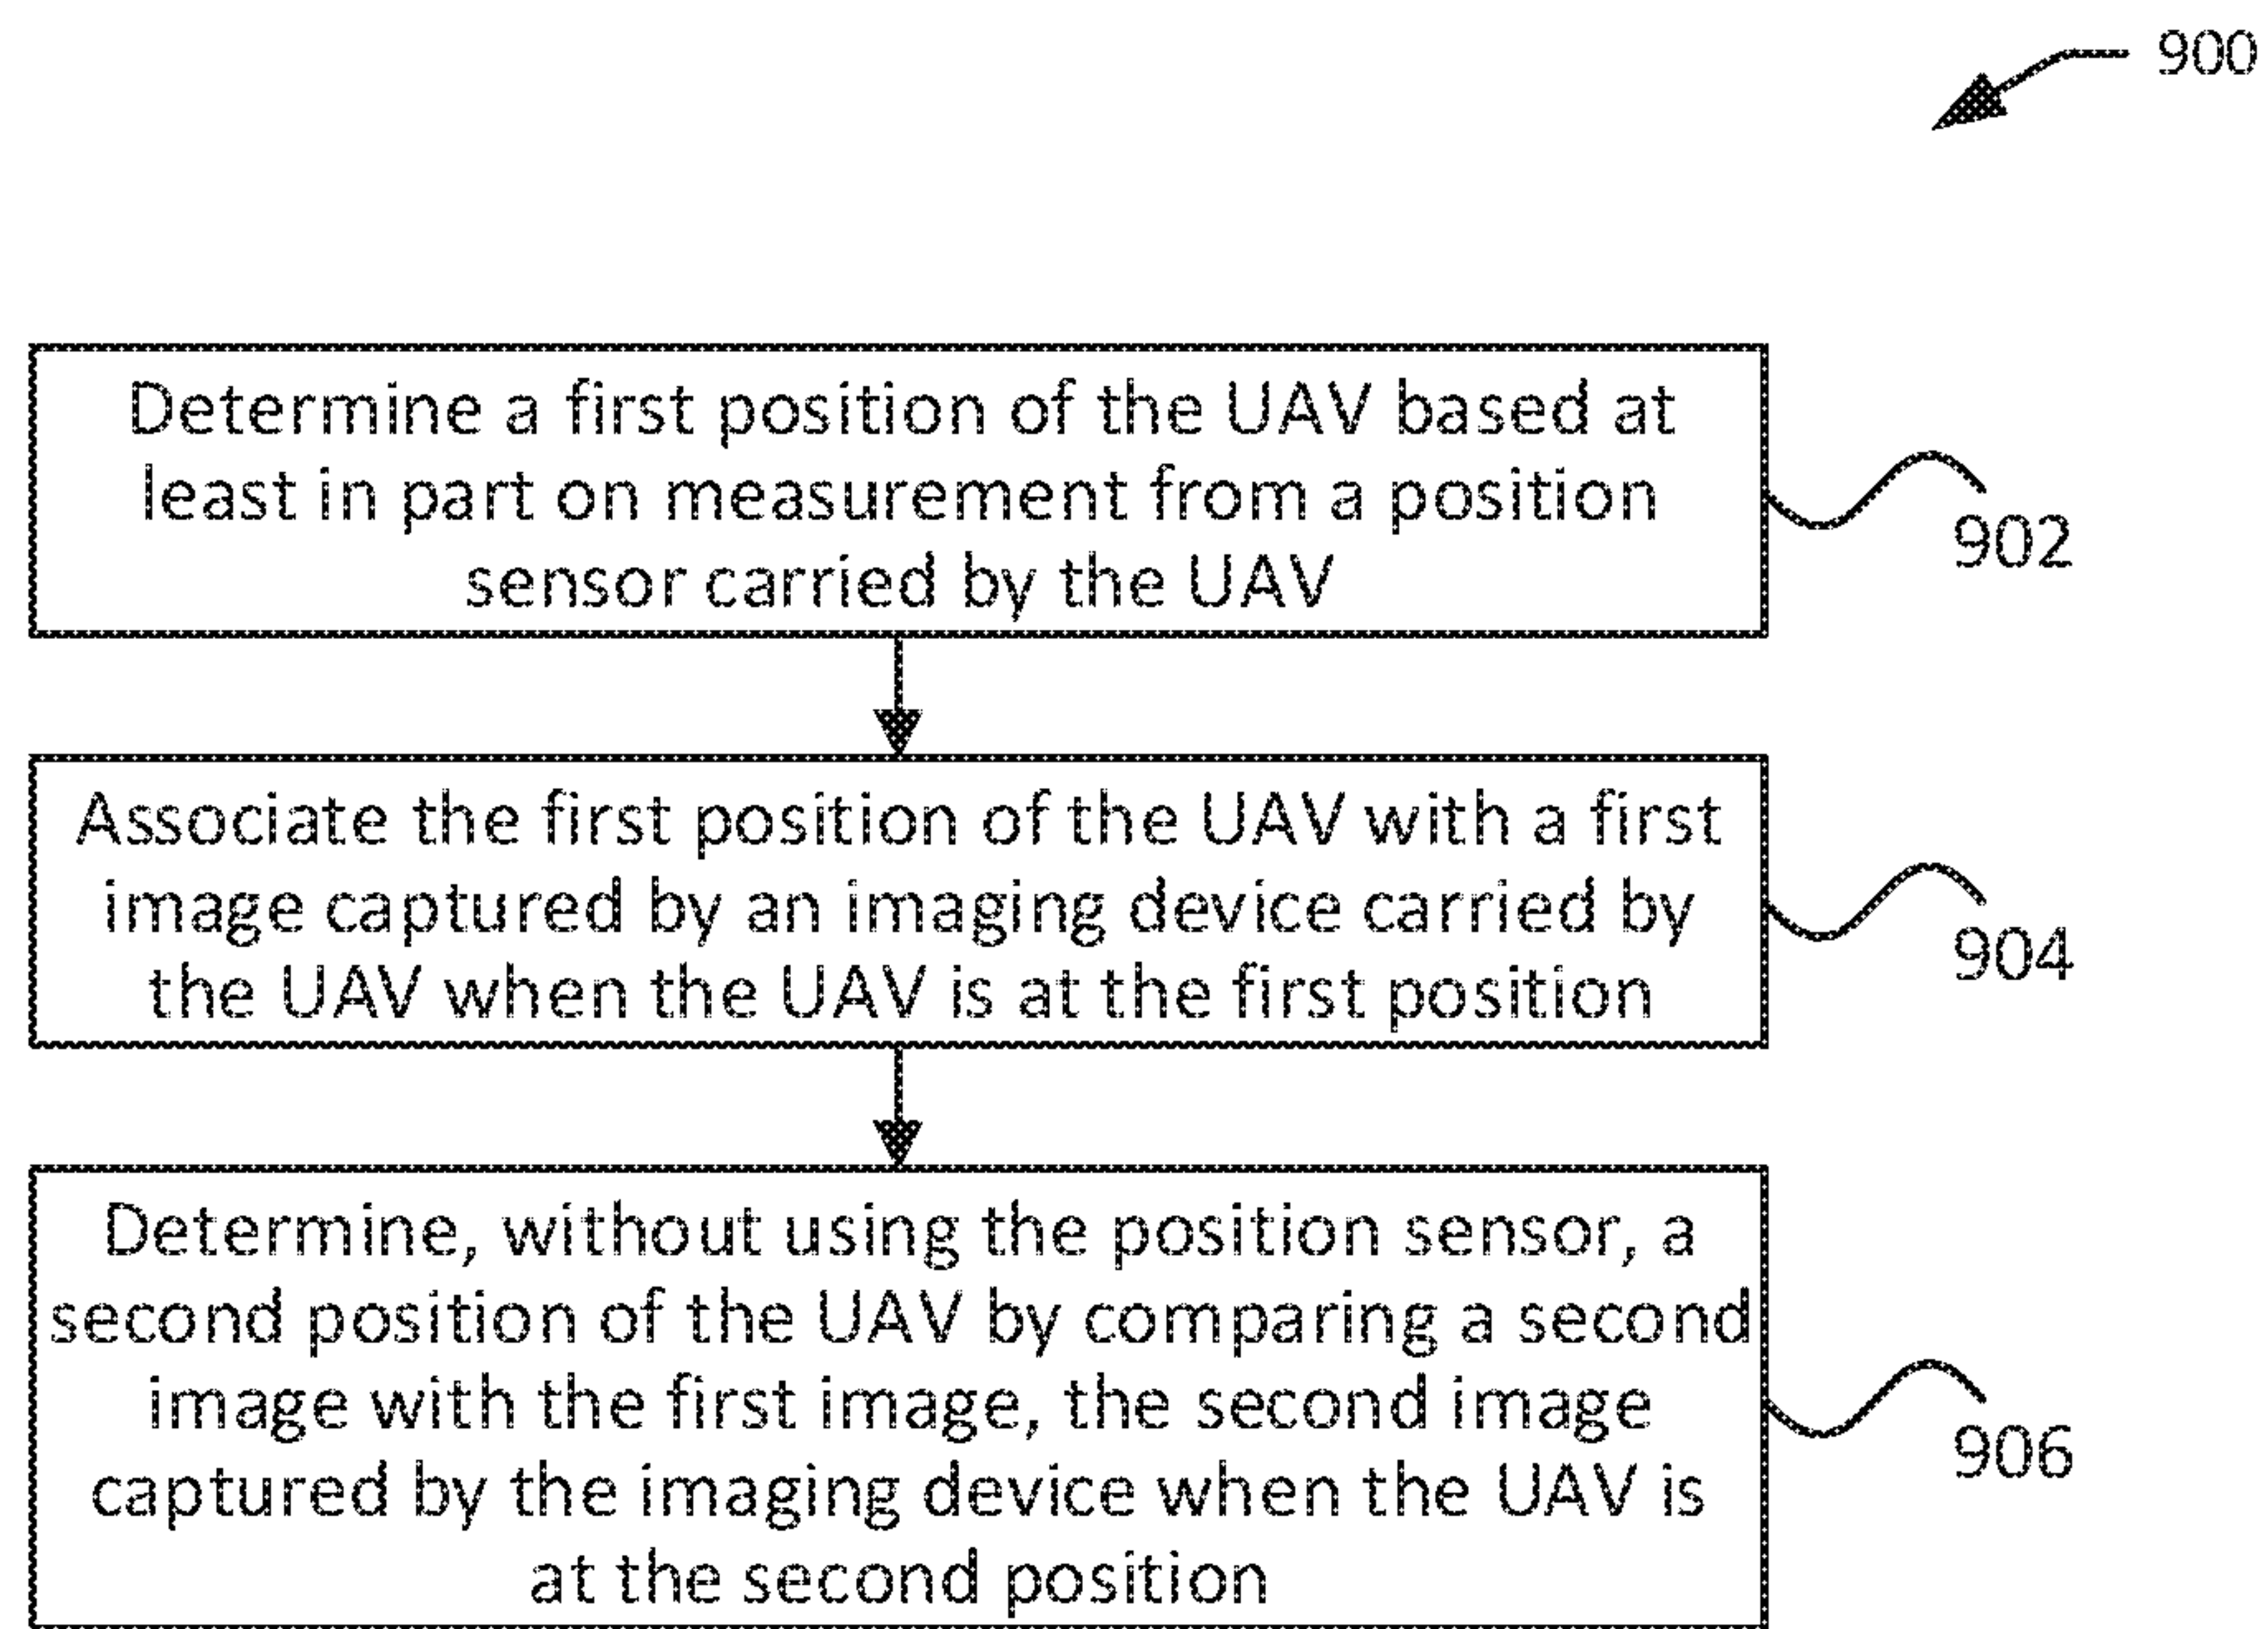 900
Determine a first position of the UAV based at
least in part on measurement from a position
sensor carried by the UAV
902
Associate the first position of the UAV with a first
image captured by an imaging device carried by
the UAV when the UAV is at the first position
904
Determine, without using the position sensor, a
second position of the UAV by comparing a second
image with the first image, the second image
captured by the imaging device when the UAV is
at the second position
906